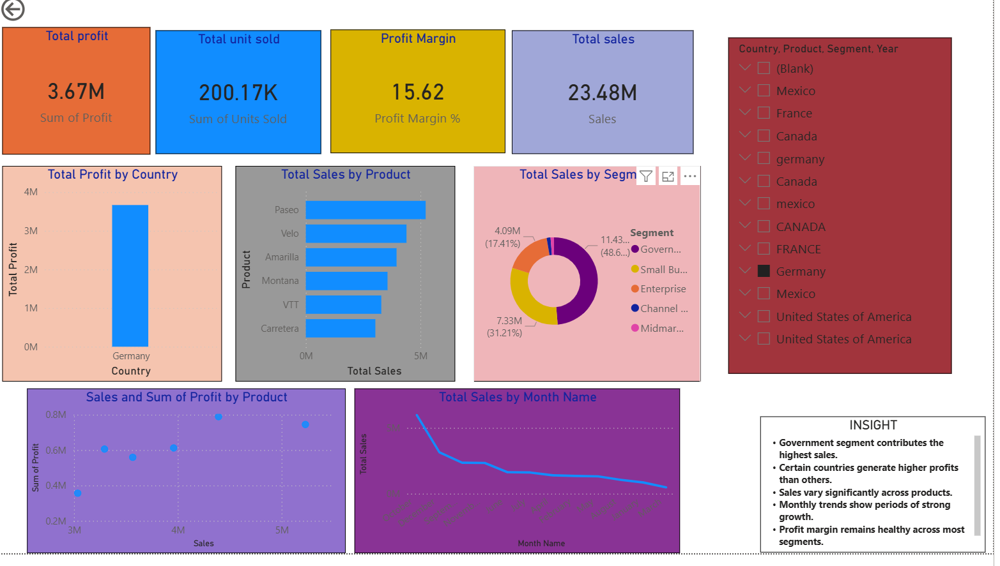 Total profit
3.67M
Sum of Profit
Total unit sold
200.17K
Sum of Units Sold
Profit Margin
15.62
Profit Margin %
Total sales
23.48M
Sales
Country, Product, Segment, Year
(Blank)
Mexico
France
Canada
germany
Canada
mexico
CANADA
FRANCE
Germany
Mexico
United States of America
United States of America
Total Profit by Country
Total Profit
4M
3M
2M
1M
0M
Germany
Country
Total Sales by Product
Product
Paseo
Velo
Amarilla
Montana
VTT
Carretera
0M
5M
Total Sales
Total Sales by Segm
4.09M
(17.41%)
11.43...
(48.6...)
7.33M
(31.21%)
Segment
Govern...
Small Bu...
Enterprise
Channel ...
Midmar...
Sales and Sum of Profit by Product
Sum of Profit
0.8M
0.6M
0.4M
0.2M
3M
4M
5M
Sales
Total Sales by Month Name
Total Sales
5M
0M
October
December
Septem...
Novembe...
June
July
April
February
May
August
January
March
Month Name
INSIGHT
• Government segment contributes the
highest sales.
• Certain countries generate higher profits
than others.
• Sales vary significantly across products.
• Monthly trends show periods of strong
growth.
• Profit margin remains healthy across most
segments.